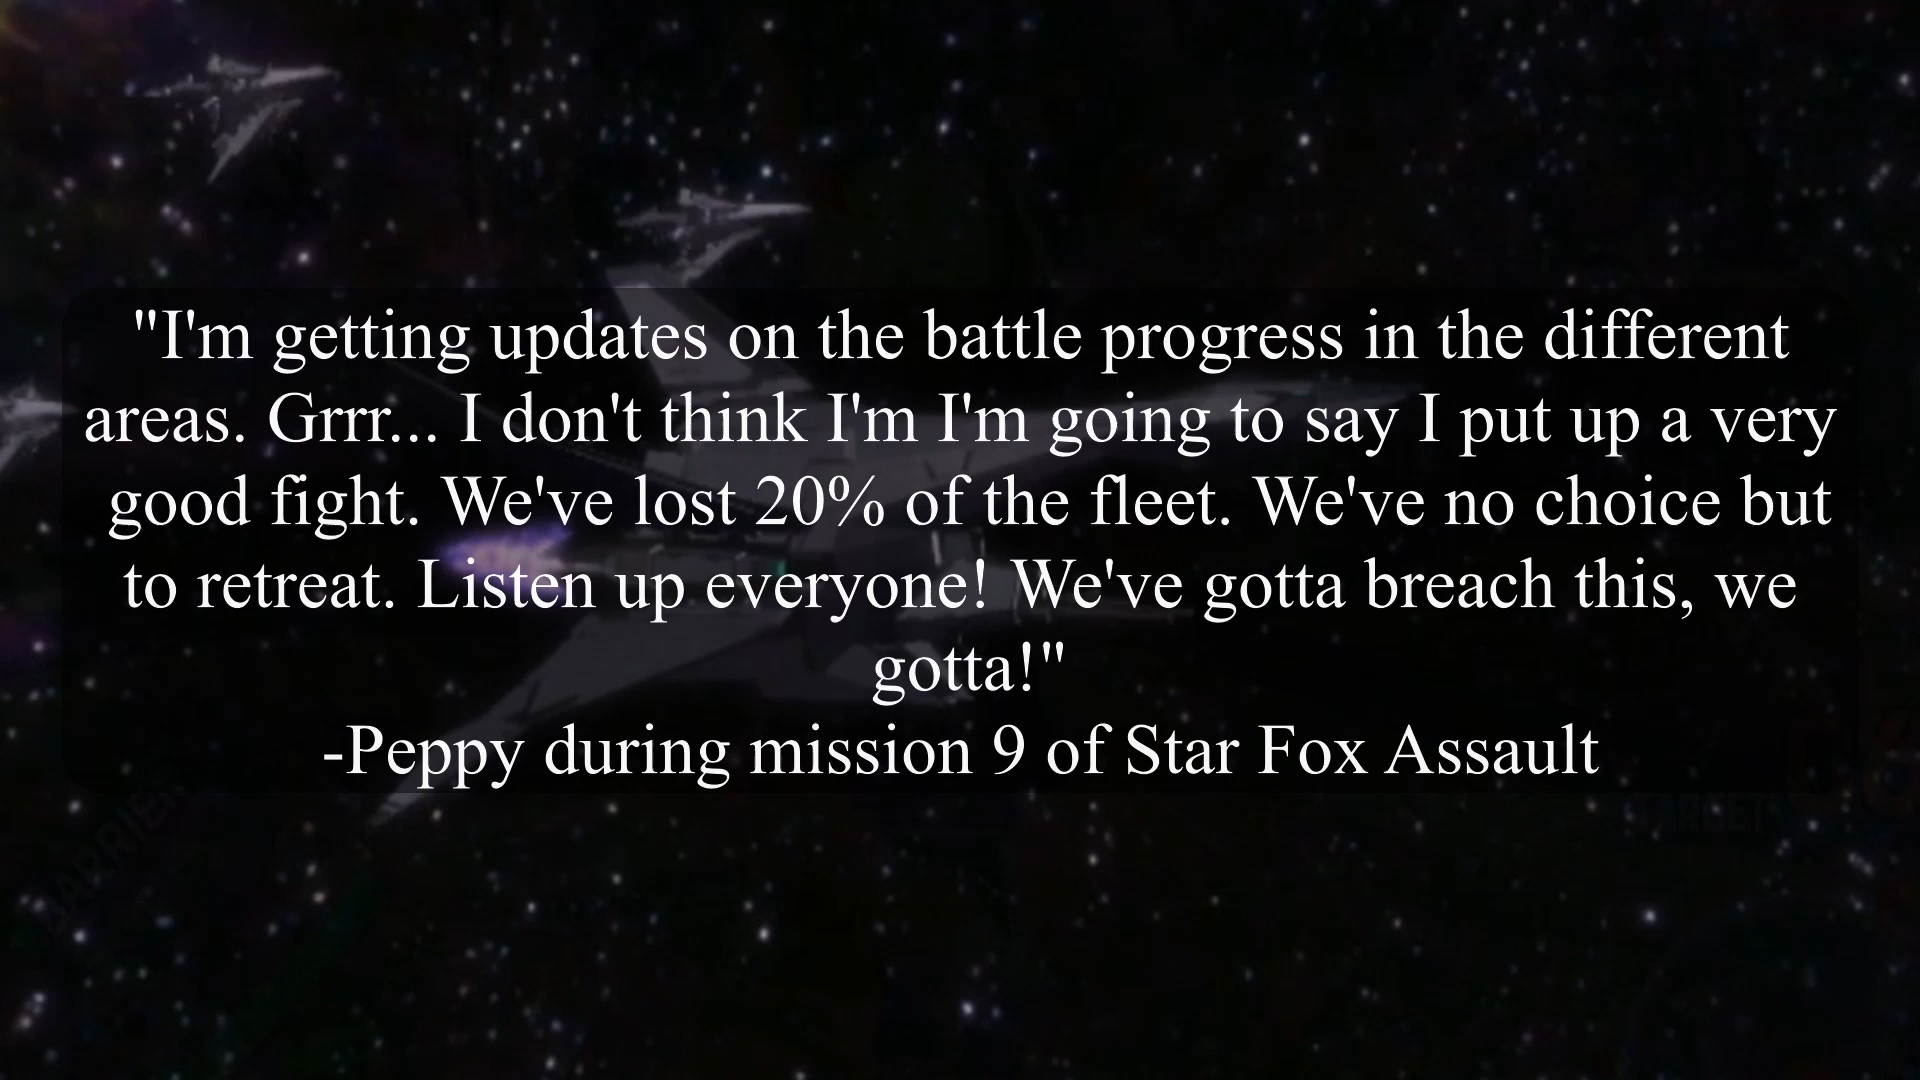 "I'm getting updates on the battle progress in the different
areas. Grrr... I don't think I'm I'm going to say I put up a very
good fight. We've lost 20% of the fleet. We've no choice but
to retreat. Listen up everyone! We've gotta breach this, we
gotta!"
-Peppy during mission 9 of Star Fox Assault
CARRIER
TARGET